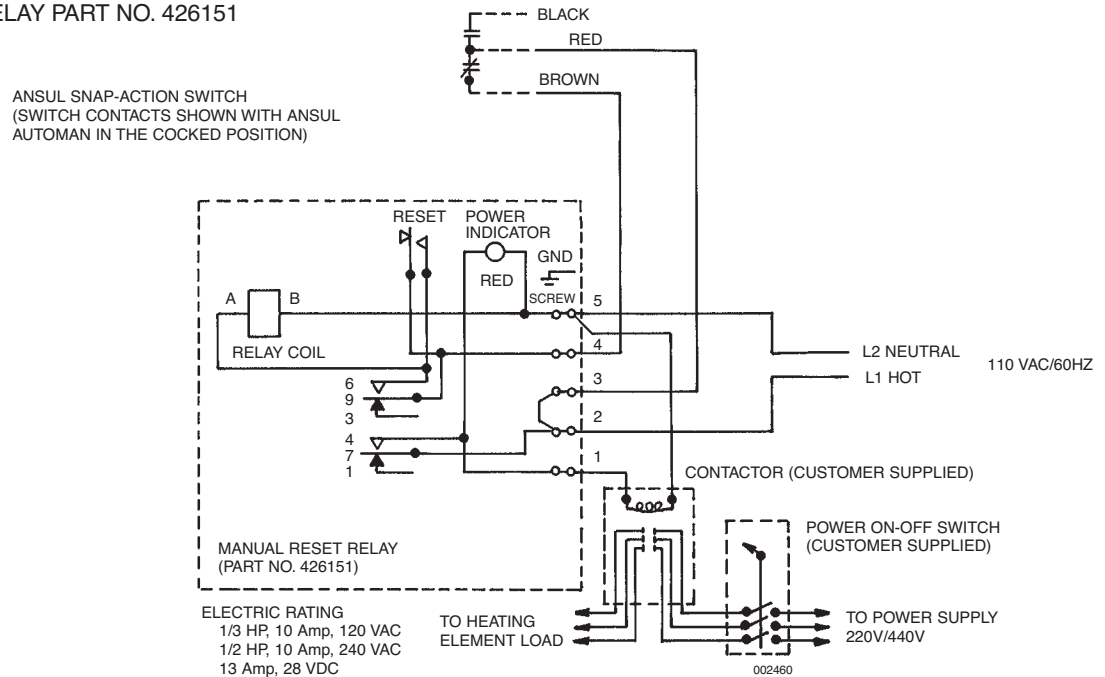 ELAY PART NO. 426151
BLACK
RED
BROWN
ANSUL SNAP-ACTION SWITCH
(SWITCH CONTACTS SHOWN WITH ANSUL
AUTOMAN IN THE COCKED POSITION)
RESET
POWER
INDICATOR
RED
GND
SCREW
A
B
RELAY COIL
5
4
3
2
1
6
9
3
4
7
1
L2 NEUTRAL
L1 HOT
110 VAC/60HZ
CONTACTOR (CUSTOMER SUPPLIED)
POWER ON-OFF SWITCH
(CUSTOMER SUPPLIED)
MANUAL RESET RELAY
(PART NO. 426151)
ELECTRIC RATING
1/3 HP, 10 Amp, 120 VAC
1/2 HP, 10 Amp, 240 VAC
13 Amp, 28 VDC
TO HEATING
ELEMENT LOAD
TO POWER SUPPLY
220V/440V
002460